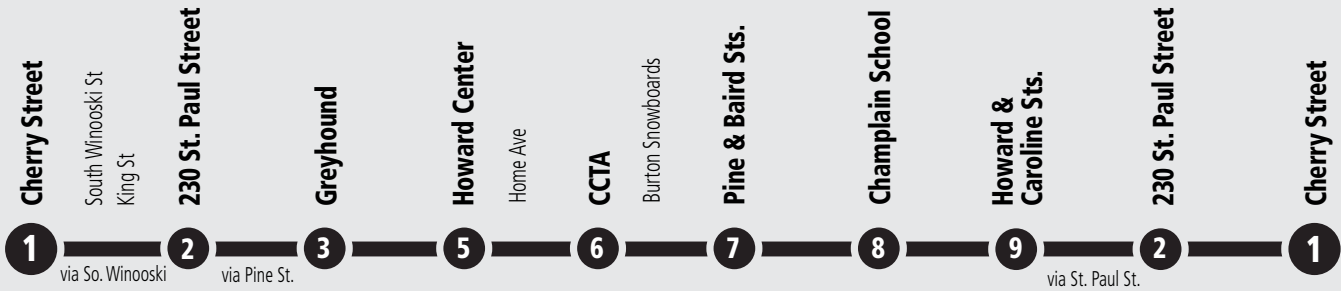 Cherry Street
South Winooski St
King St
230 St. Paul Street
Greyhound
Howard Center
Home Ave
CCTA
Burton Snowboards
Pine & Baird Sts.
Champlain School
Howard &
Caroline Sts.
230 St. Paul Street
Cherry Street
1
2
3
5
6
7
8
9
2
1
via So. Winooski
via Pine St.
via St. Paul St.